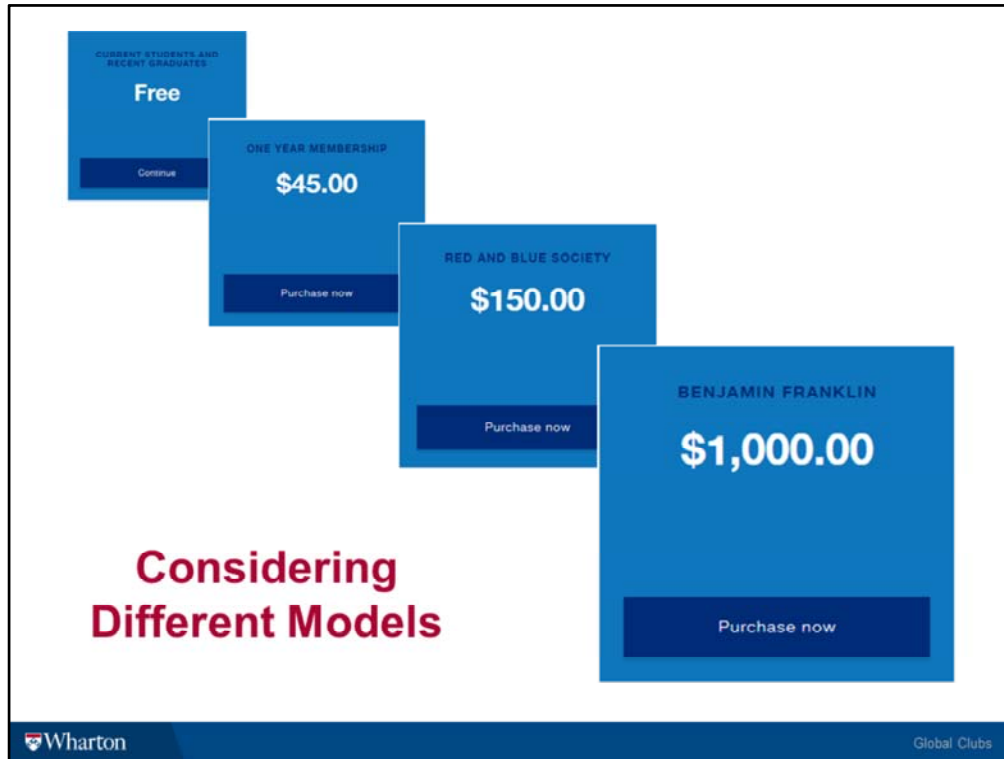 CURRENT STUDENTS AND
RECENT GRADUATES
Free
Continue
ONE YEAR MEMBERSHIP
$45.00
Purchase now
RED AND BLUE SOCIETY
$150.00
Purchase now
BENJAMIN FRANKLIN
$1,000.00
Purchase now
Considering
Different Models
Wharton
Global Clubs